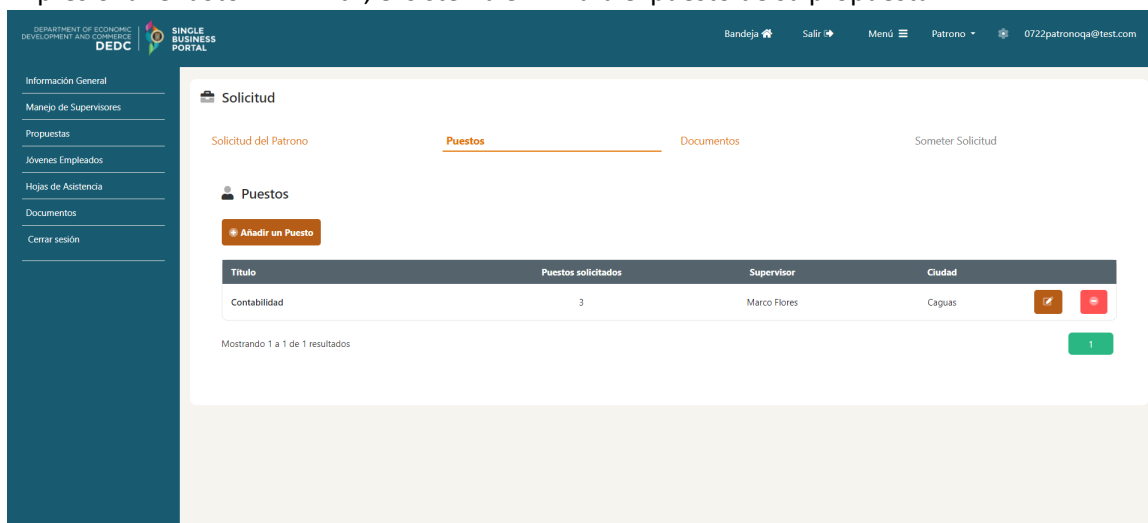 DEPARTMENT OF ECONOMIC
DEVELOPMENT AND COMMERCE
DEDC
SINGLE
BUSINESS
PORTAL
Bandeja
Salir
Menú
Patrono
0722patronoqa@test.com
Información General
Manejo de Supervisores
Propuestas
Jóvenes Empleados
Hojas de Asistencia
Documentos
Cerrar sesión
Solicitud
Solicitud del Patrono
Puestos
Documentos
Someter Solicitud
Puestos
Añadir un Puesto
Título Puestos solicitados Supervisor Ciudad
Contabilidad 3 Marco Flores Caguas
Mostrando 1 a 1 de 1 resultados
1